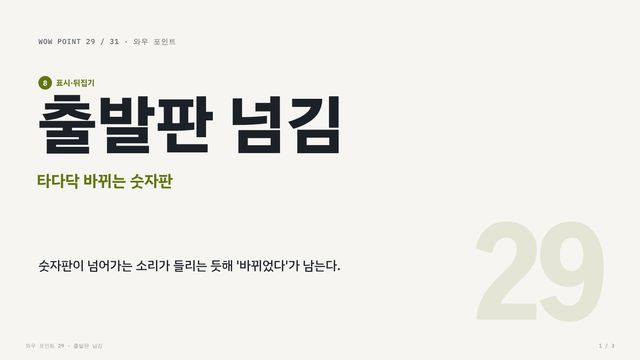 WOW POINT 29 / 31 · 와우 포인트
8 표시·뒤집기
출발판 넘김
타다닥 바뀌는 숫자판
숫자판이 넘어가는 소리가 들리는 듯해 '바뀌었다'가 남는다.
29
와우 포인트 29 · 출발판 넘김
1 / 3